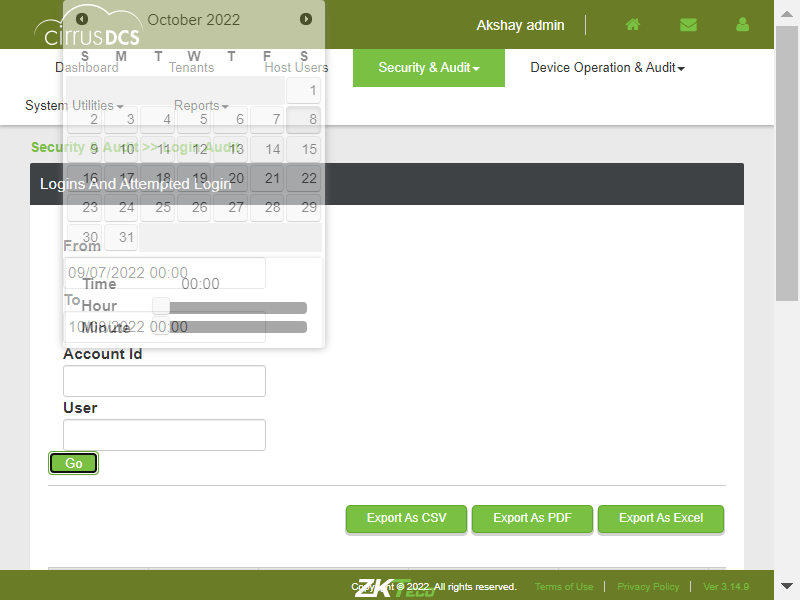 October 2022
Akshay admin
cirrusDCS
S M T W T F S
Dashboard Tenants Host Users Security & Audit Device Operation & Audit
1
System Utilities Reports
2 3 4 5 6 7 8
Security & Audit >> Login Audit
9 10 11 12 13 14 15
Logins And Attempted Login
16 17 18 19 20 21 22
23 24 25 26 27 28 29
30 31
From
09/07/2022 00:00
Time 00:00
To
Hour
10/08/2022 00:00
Minute
Account Id
User
Go
Export As CSV Export As PDF Export As Excel
ZKTeco
Copyright © 2022. All rights reserved. Terms of Use Privacy Policy Ver 3.14.9